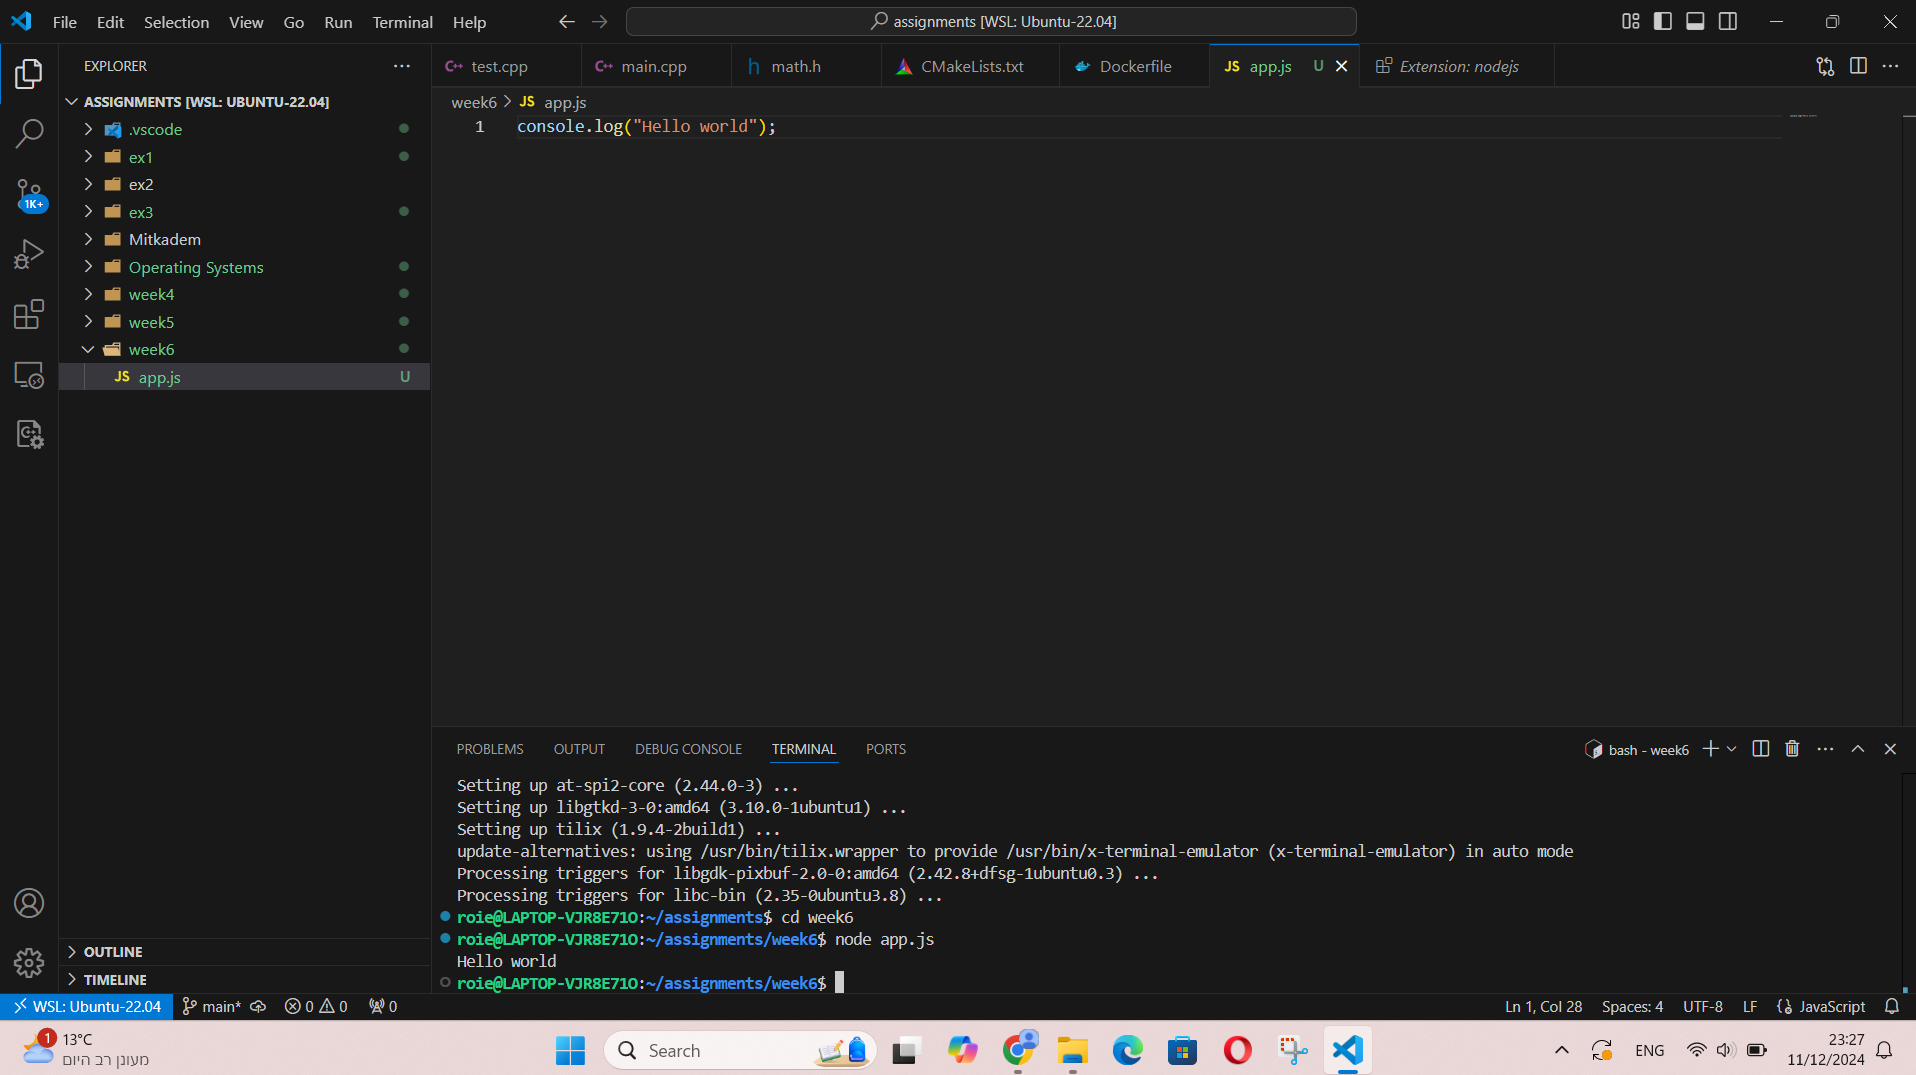 File Edit Selection View Go Run Terminal Help
assignments [WSL: Ubuntu-22.04]
EXPLORER
test.cpp
main.cpp
h math.h
CMakeLists.txt
Dockerfile
JS app.js U
Extension: nodejs
ASSIGNMENTS [WSL: UBUNTU-22.04]
.vscode
ex1
ex2
ex3
Mitkadem
Operating Systems
week4
week5
week6
JS app.js U
1K+
OUTLINE
TIMELINE
week6 > JS app.js
1 console.log("Hello world");
PROBLEMS OUTPUT DEBUG CONSOLE TERMINAL PORTS
bash - week6
Setting up at-spi2-core (2.44.0-3) ...
Setting up libgtkd-3-0:amd64 (3.10.0-1ubuntu1) ...
Setting up tilix (1.9.4-2build1) ...
update-alternatives: using /usr/bin/tilix.wrapper to provide /usr/bin/x-terminal-emulator (x-terminal-emulator) in auto mode
Processing triggers for libgdk-pixbuf-2.0-0:amd64 (2.42.8+dfsg-1ubuntu0.3) ...
Processing triggers for libc-bin (2.35-0ubuntu3.8) ...
roie@LAPTOP-VJR8E71O:~/assignments$ cd week6
roie@LAPTOP-VJR8E71O:~/assignments/week6$ node app.js
Hello world
roie@LAPTOP-VJR8E71O:~/assignments/week6$
WSL: Ubuntu-22.04 main* 0 0 0
Ln 1, Col 28 Spaces: 4 UTF-8 LF {} JavaScript
1
13°C
מעונן רב היום
Search
ENG
23:27
11/12/2024